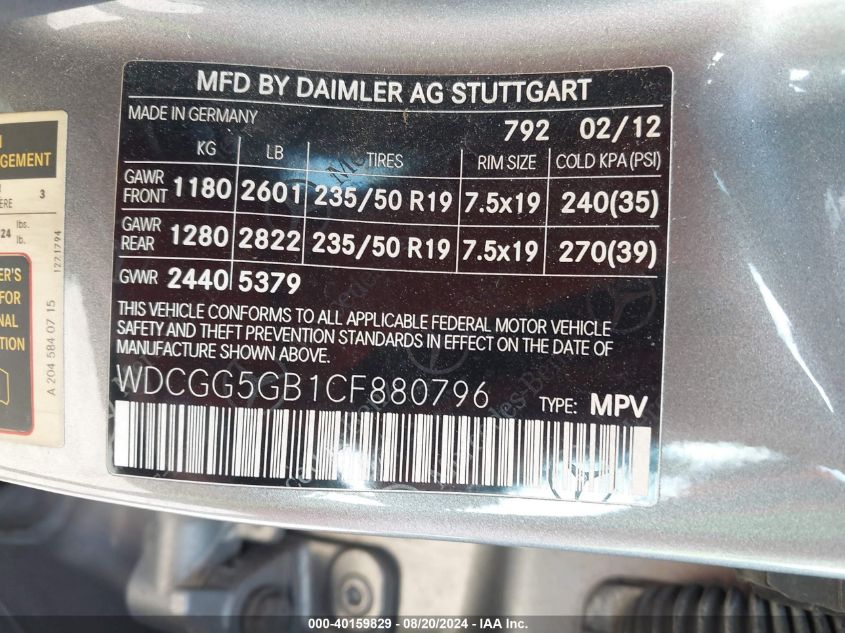 MFD BY DAIMLER AG STUTTGART
MADE IN GERMANY
792 02/12
KG LB TIRES RIM SIZE COLD KPA (PSI)
GAWR FRONT 1180 2601 235/50 R19 7.5x19 240(35)
GAWR REAR 1280 2822 235/50 R19 7.5x19 270(39)
GVWR 2440 5379
THIS VEHICLE CONFORMS TO ALL APPLICABLE FEDERAL MOTOR VEHICLE
SAFETY AND THEFT PREVENTION STANDARDS IN EFFECT ON THE DATE OF
MANUFACTURE SHOWN ABOVE.
WDCGG5GB1CF880796 TYPE: MPV
3
24 lbs.
lb.
1221794
A 204 584 07 15
FOR
000-40159829 - 08/20/2024 - IAA Inc.